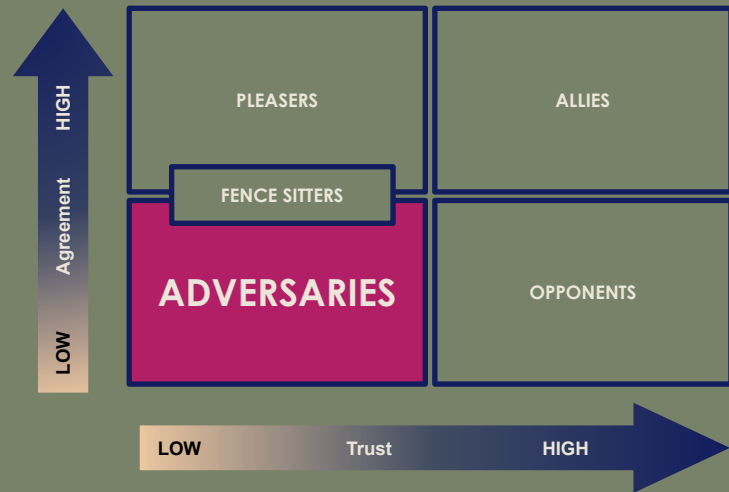 HIGH
Agreement
LOW
PLEASERS
ALLIES
FENCE SITTERS
ADVERSARIES
OPPONENTS
LOW
Trust
HIGH